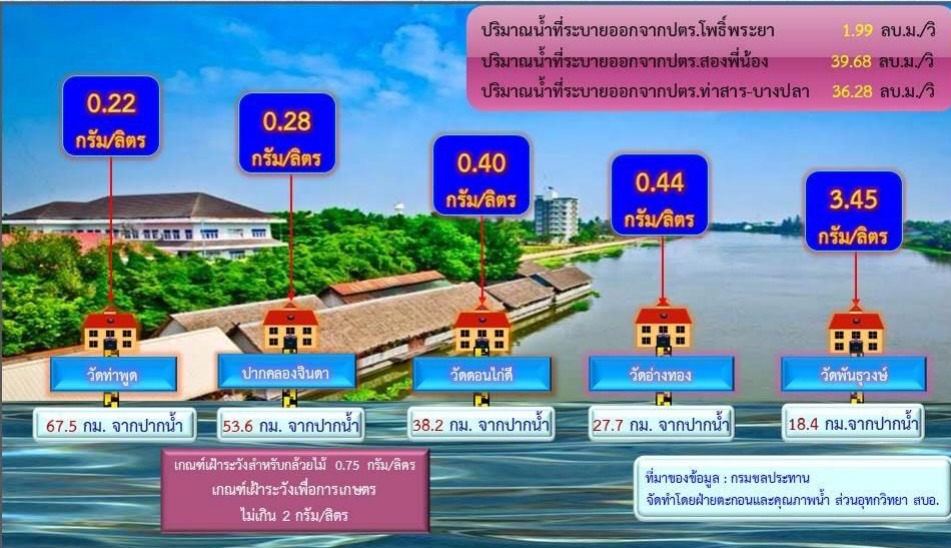 ปริมาณน้ำที่ระบายออกจากปตร.โพธิ์พระยา 1.99 ลบ.ม./วิ
ปริมาณน้ำที่ระบายออกจากปตร.สองพี่น้อง 39.68 ลบ.ม./วิ
ปริมาณน้ำที่ระบายออกจากปตร.ท่าสาร-บางปลา 36.28 ลบ.ม./วิ
0.22
กรัม/ลิตร
0.28
กรัม/ลิตร
0.40
กรัม/ลิตร
0.44
กรัม/ลิตร
3.45
กรัม/ลิตร
วัดท่าพูด
ปากคลองจินดา
วัดดอนไก่ดี
วัดอ่างทอง
วัดพันธุวงษ์
67.5 กม. จากปากน้ำ
53.6 กม. จากปากน้ำ
38.2 กม. จากปากน้ำ
27.7 กม. จากปากน้ำ
18.4 กม.จากปากน้ำ
เกณฑ์เฝ้าระวังสำหรับกล้วยไม้ 0.75 กรัม/ลิตร
เกณฑ์เฝ้าระวังเพื่อการเกษตร
ไม่เกิน 2 กรัม/ลิตร
ที่มาของข้อมูล : กรมชลประทาน
จัดทำโดยฝ่ายตะกอนและคุณภาพน้ำ ส่วนอุทกวิทยา สบอ.